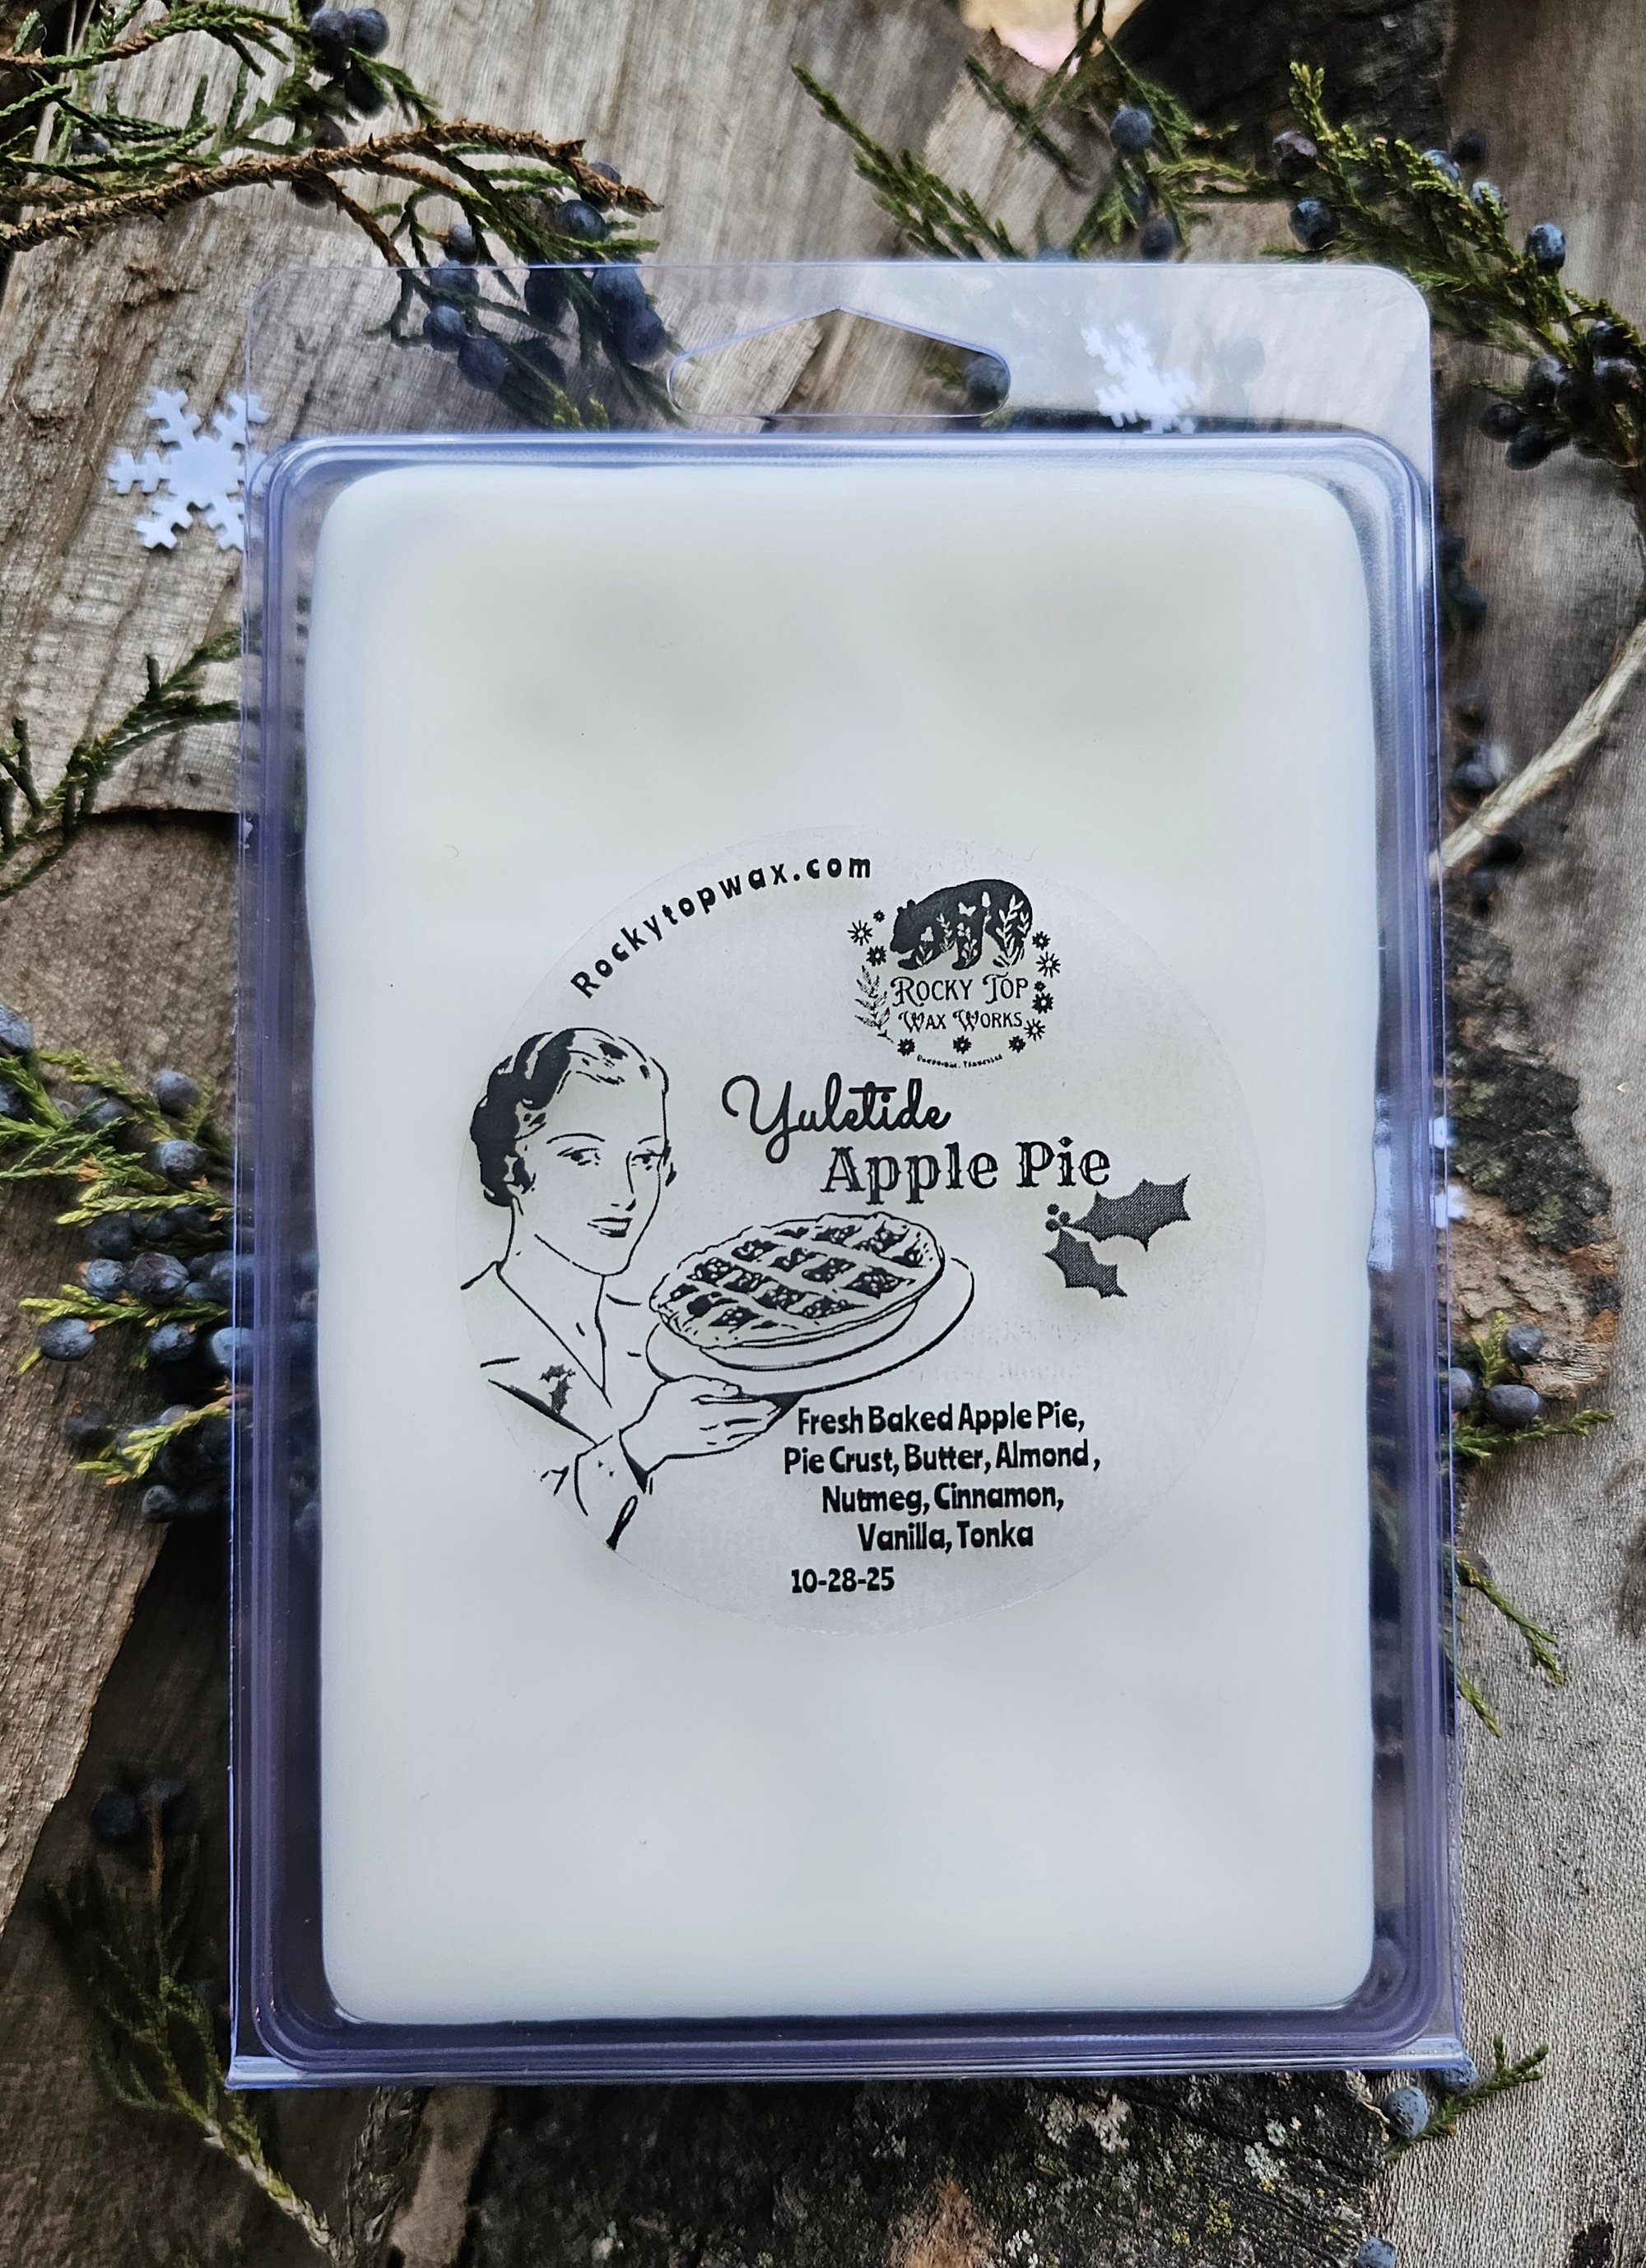 Rockytopwax.com
Rocky Top
Wax Works
Yuletide
Apple Pie
Fresh Baked Apple Pie,
Pie Crust, Butter, Almond,
Nutmeg, Cinnamon,
Vanilla, Tonka
10-28-25